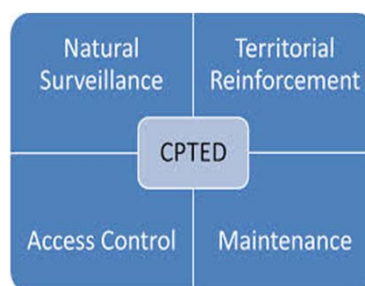 Natural
Surveillance
Territorial
Reinforcement
CPTED
Access Control
Maintenance